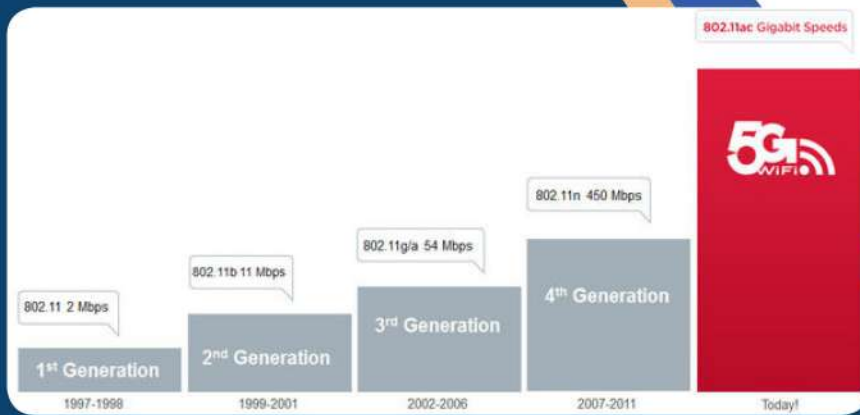 802.11ac Gigabit Speeds
5G
WiFi
802.11n 450 Mbps
802.11g/a 54 Mbps
802.11b 11 Mbps
802.11 2 Mbps
1st Generation
2nd Generation
3rd Generation
4th Generation
1997-1998
1999-2001
2002-2006
2007-2011
Today!